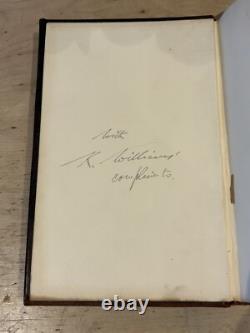 with
R. Williams'
compliments.